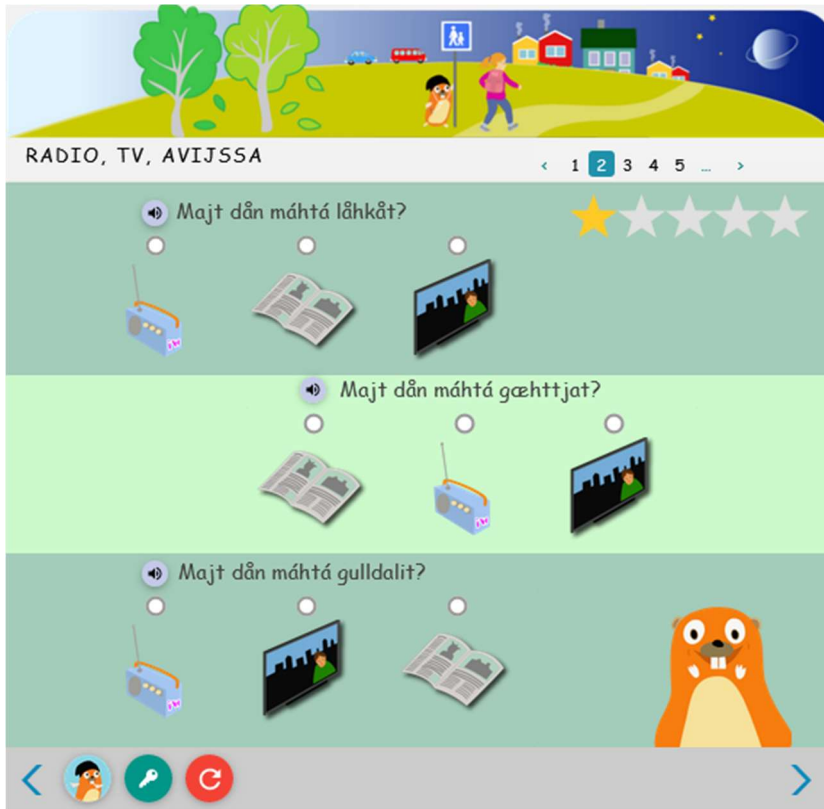 RADIO, TV, AVIJSSA
‹ 1 2 3 4 5 ... ›
Majt dån máhtá låhkåt?
Majt dån máhtá gæhttjat?
Majt dån máhtá gulldalit?